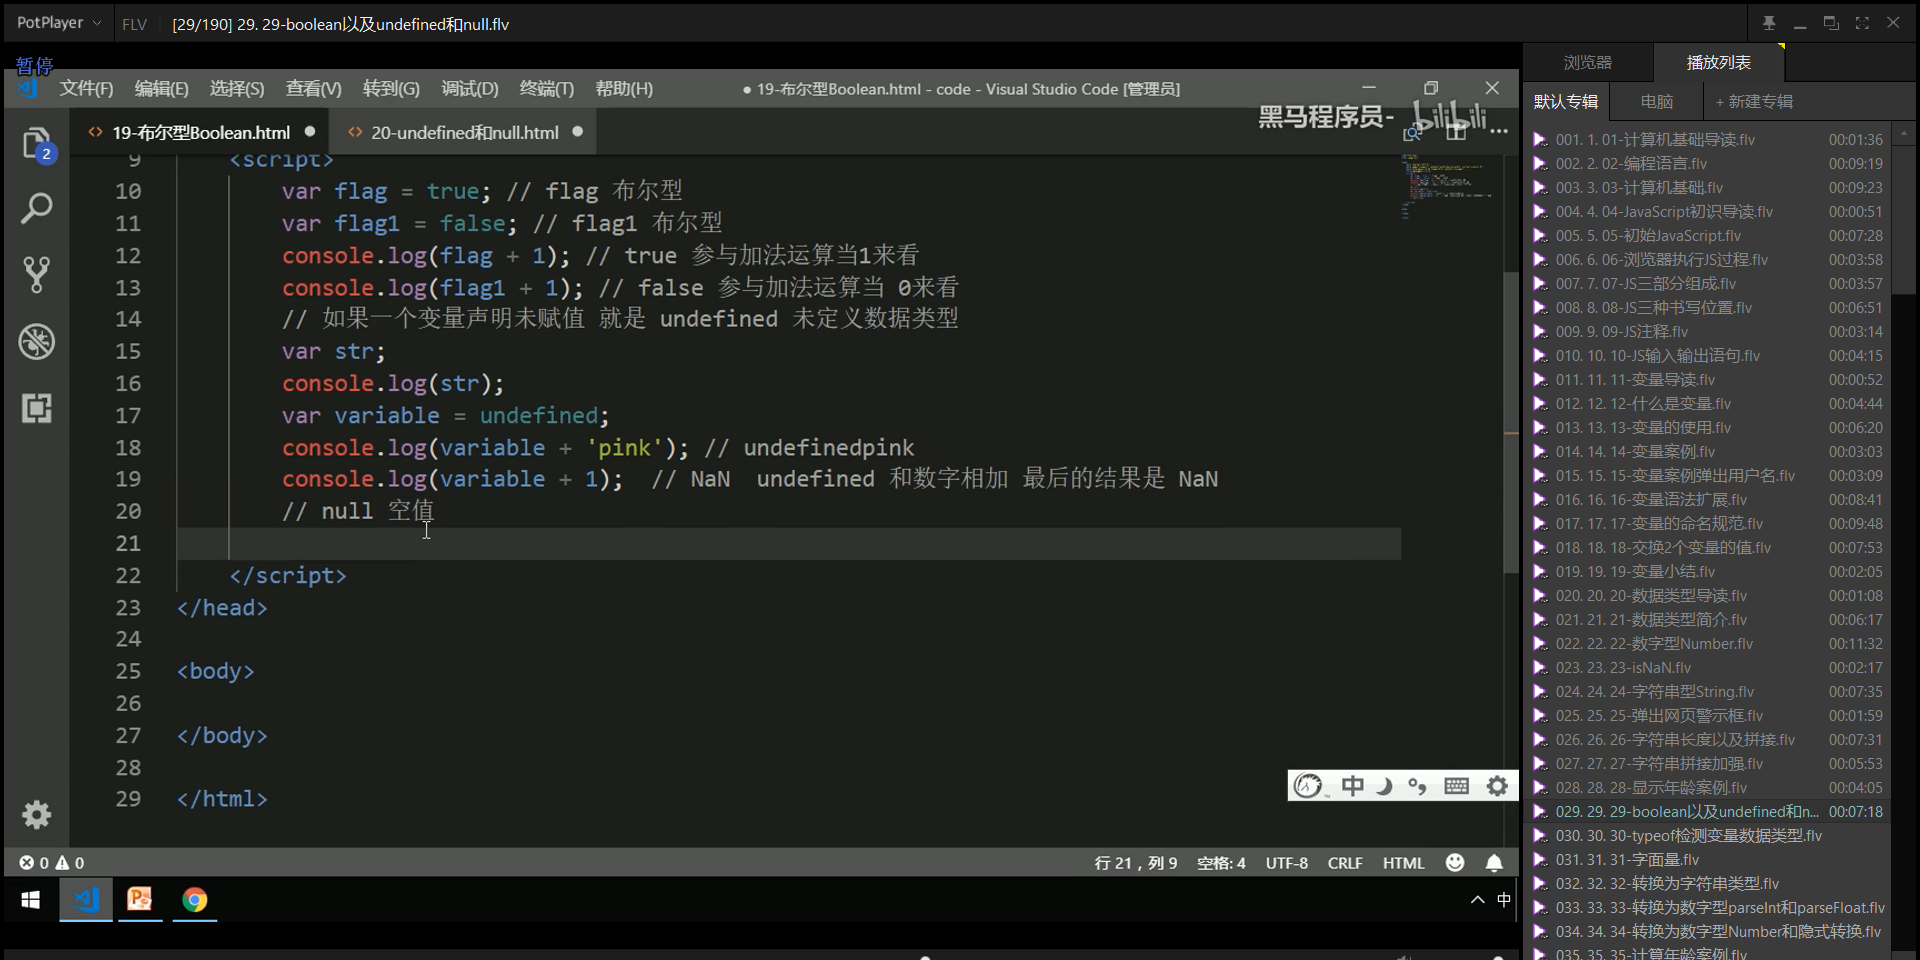 PotPlayer FLV [29/190] 29. 29-boolean以及undefined和null.flv
暂停
文件(F) 编辑(E) 选择(S) 查看(V) 转到(G) 调试(D) 终端(T) 帮助(H) ● 19-布尔型Boolean.html - code - Visual Studio Code [管理员]
黑马程序员- bilibili
2
19-布尔型Boolean.html 20-undefined和null.html
9 <script>
10 var flag = true; // flag 布尔型
11 var flag1 = false; // flag1 布尔型
12 console.log(flag + 1); // true 参与加法运算当1来看
13 console.log(flag1 + 1); // false 参与加法运算当 0来看
14 // 如果一个变量声明未赋值 就是 undefined 未定义数据类型
15 var str;
16 console.log(str);
17 var variable = undefined;
18 console.log(variable + 'pink'); // undefinedpink
19 console.log(variable + 1); // NaN undefined 和数字相加 最后的结果是 NaN
20 // null 空值
21
22 </script>
23 </head>
24
25 <body>
26
27 </body>
28
29 </html>
中
0 0 行 21，列 9 空格: 4 UTF-8 CRLF HTML
中
浏览器 播放列表
默认专辑 电脑 + 新建专辑
001. 1. 01-计算机基础导读.flv 00:01:36
002. 2. 02-编程语言.flv 00:09:19
003. 3. 03-计算机基础.flv 00:09:23
004. 4. 04-JavaScript初识导读.flv 00:00:51
005. 5. 05-初始JavaScript.flv 00:07:28
006. 6. 06-浏览器执行JS过程.flv 00:03:58
007. 7. 07-JS三部分组成.flv 00:03:57
008. 8. 08-JS三种书写位置.flv 00:06:51
009. 9. 09-JS注释.flv 00:03:14
010. 10. 10-JS输入输出语句.flv 00:04:15
011. 11. 11-变量导读.flv 00:00:52
012. 12. 12-什么是变量.flv 00:04:44
013. 13. 13-变量的使用.flv 00:06:20
014. 14. 14-变量案例.flv 00:03:03
015. 15. 15-变量案例弹出用户名.flv 00:03:09
016. 16. 16-变量语法扩展.flv 00:08:41
017. 17. 17-变量的命名规范.flv 00:09:48
018. 18. 18-交换2个变量的值.flv 00:07:53
019. 19. 19-变量小结.flv 00:02:05
020. 20. 20-数据类型导读.flv 00:01:08
021. 21. 21-数据类型简介.flv 00:06:17
022. 22. 22-数字型Number.flv 00:11:32
023. 23. 23-isNaN.flv 00:02:17
024. 24. 24-字符串型String.flv 00:07:35
025. 25. 25-弹出网页警示框.flv 00:01:59
026. 26. 26-字符串长度以及拼接.flv 00:07:31
027. 27. 27-字符串拼接加强.flv 00:05:53
028. 28. 28-显示年龄案例.flv 00:04:05
029. 29. 29-boolean以及undefined和n... 00:07:18
030. 30. 30-typeof检测变量数据类型.flv
031. 31. 31-字面量.flv
032. 32. 32-转换为字符串类型.flv
033. 33. 33-转换为数字型parseInt和parseFloat.flv
034. 34. 34-转换为数字型Number和隐式转换.flv
035. 35. 35-计算年龄案例.flv